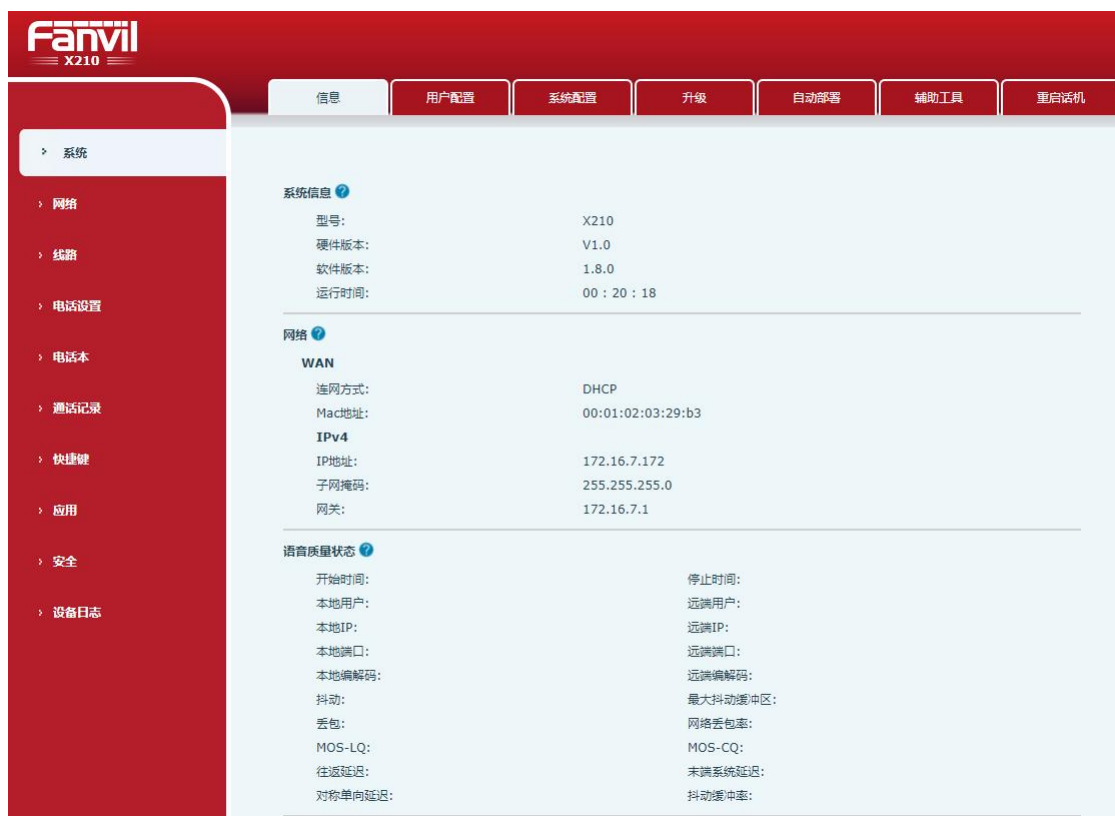 Fanvil
X210
信息 用户配置 系统配置 升级 自动部署 辅助工具 重启话机
› 系统
› 网络
› 线路
› 电话设置
› 电话本
› 通话记录
› 快捷键
› 应用
› 安全
› 设备日志
系统信息 ?
型号: X210
硬件版本: V1.0
软件版本: 1.8.0
运行时间: 00 : 20 : 18
网络 ?
WAN
连网方式: DHCP
Mac地址: 00:01:02:03:29:b3
IPv4
IP地址: 172.16.7.172
子网掩码: 255.255.255.0
网关: 172.16.7.1
语音质量状态 ?
开始时间: 停止时间:
本地用户: 远端用户:
本地IP: 远端IP:
本地端口: 远端端口:
本地编解码: 远端编解码:
抖动: 最大抖动缓冲区:
丢包: 网络丢包率:
MOS-LQ: MOS-CQ:
往返延迟: 末端系统延迟:
对称单向延迟: 抖动缓冲率: